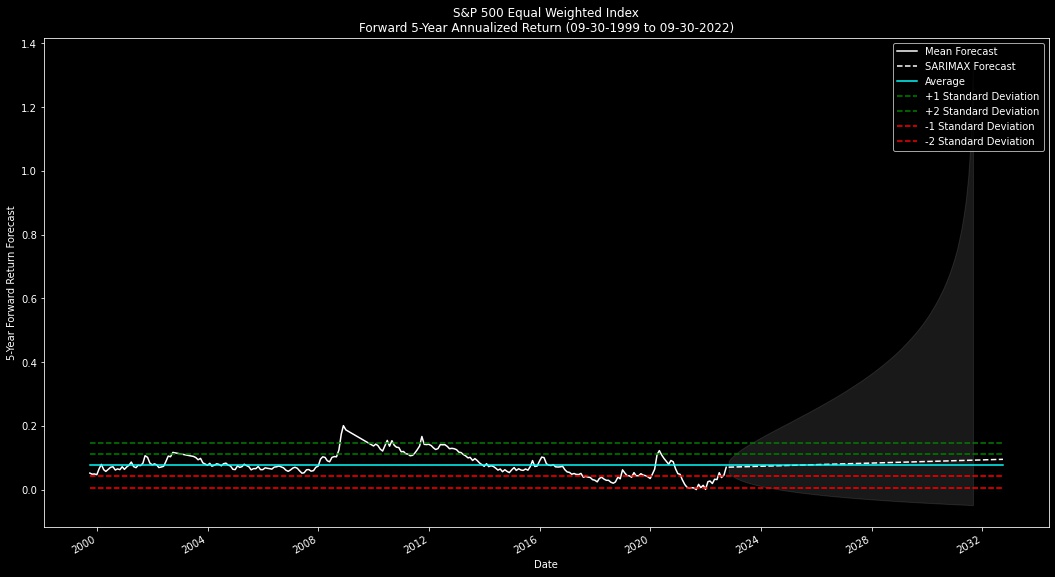 S&P 500 Equal Weighted Index
Forward 5-Year Annualized Return (09-30-1999 to 09-30-2022)
1.4
1.2
1.0
0.8
0.6
0.4
0.2
0.0
5-Year Forward Return Forecast
Mean Forecast
SARIMAX Forecast
Average
+1 Standard Deviation
+2 Standard Deviation
-1 Standard Deviation
-2 Standard Deviation
2000
2004
2008
2012
2016
2020
2024
2028
2032
Date